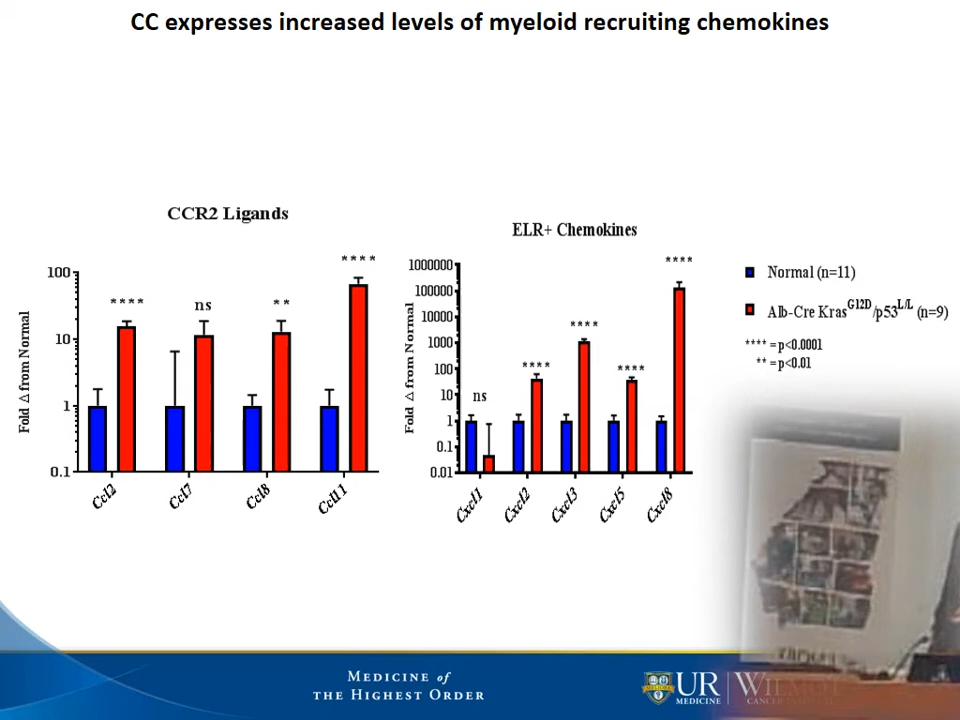 CC expresses increased levels of myeloid recruiting chemokines
CCR2 Ligands
Fold Δ from Normal
100
10
1
0.1
****
ns
**
****
Ccl2
Ccl7
Ccl8
Ccl11
ELR+ Chemokines
Fold Δ from Normal
1000000
100000
10000
1000
100
10
1
0.1
0.01
ns
****
****
****
****
Cxcl1
Cxcl2
Cxcl3
Cxcl5
Cxcl8
Normal (n=11)
Alb-Cre KrasG12D/p53L/L (n=9)
**** = p<0.0001
** = p<0.01
MEDICINE of
THE HIGHEST ORDER
MELIORA
UR
MEDICINE